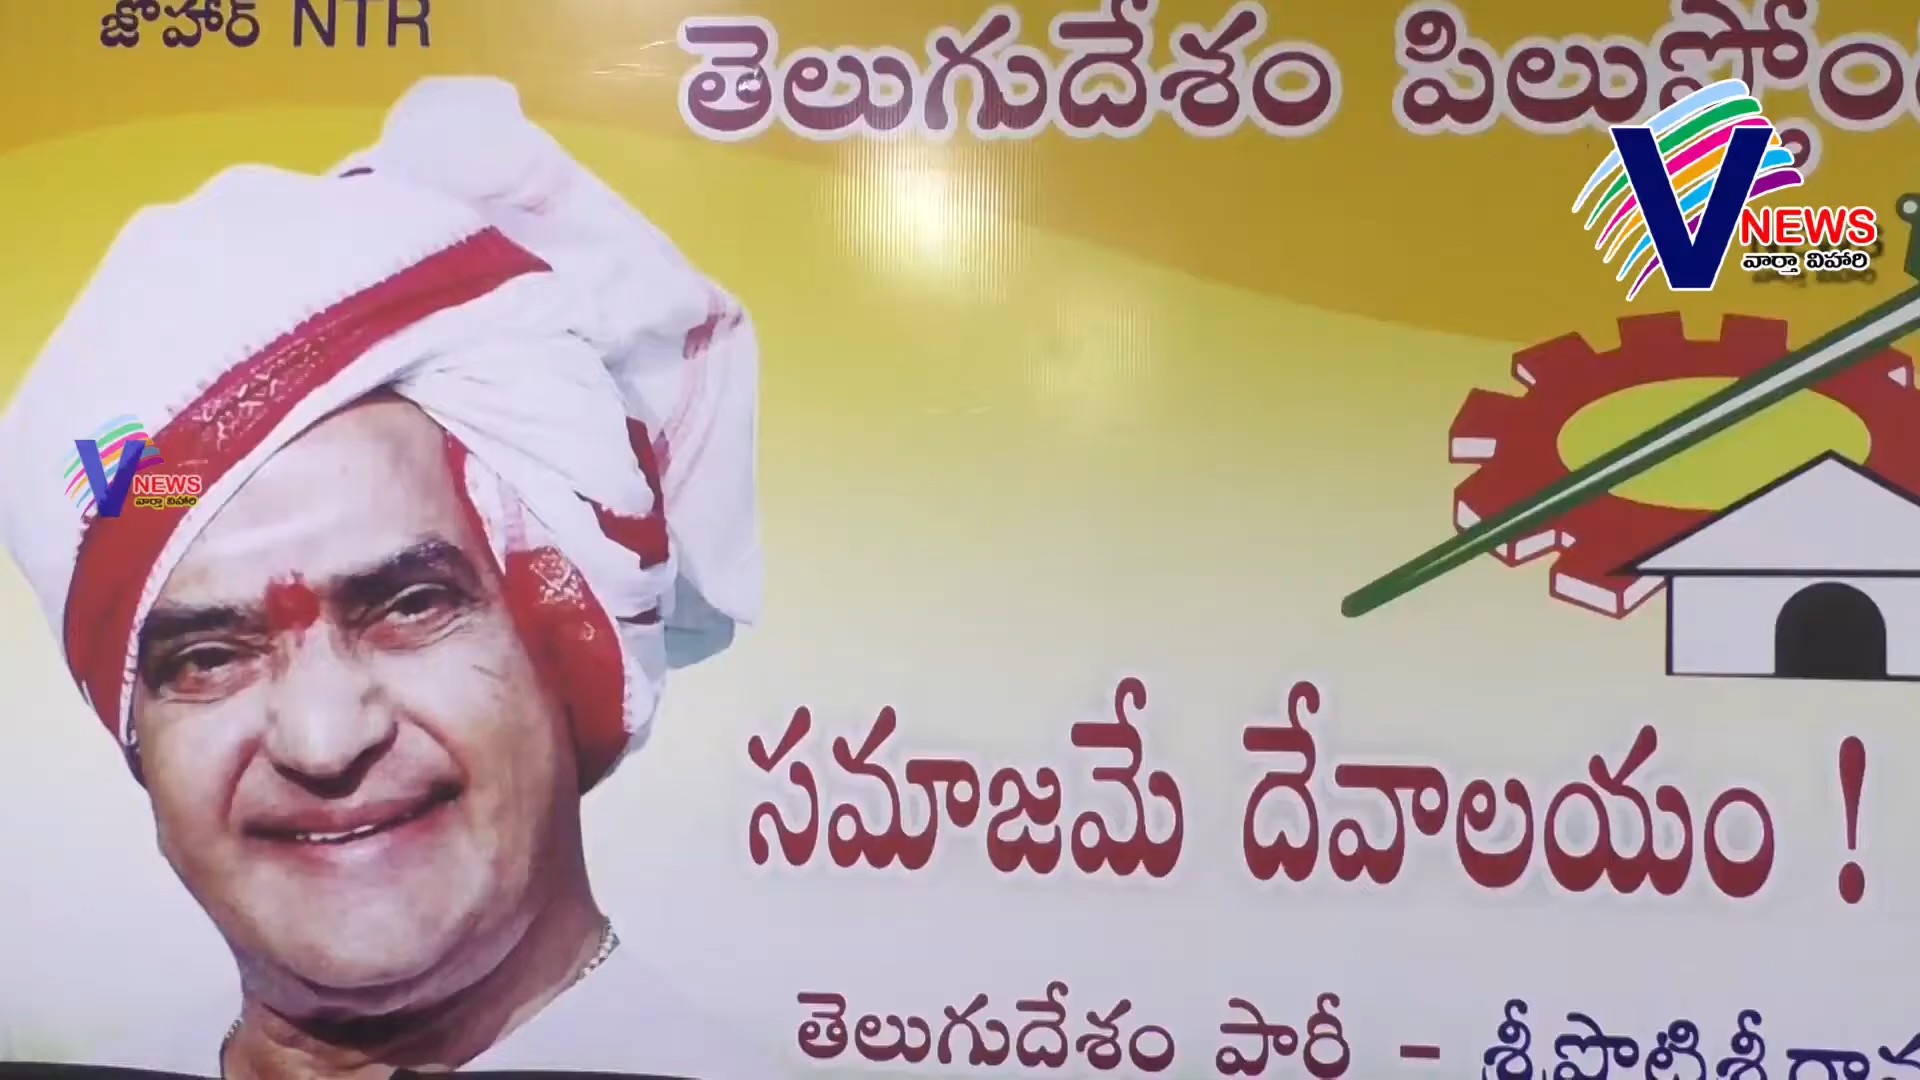 జోహార్ NTR
తెలుగుదేశం
V NEWS
వార్తా విహారి
V NEWS
వార్తా విహారి
సమాజమే దేవాలయం !
తెలుగుదేశం పార్టీ -